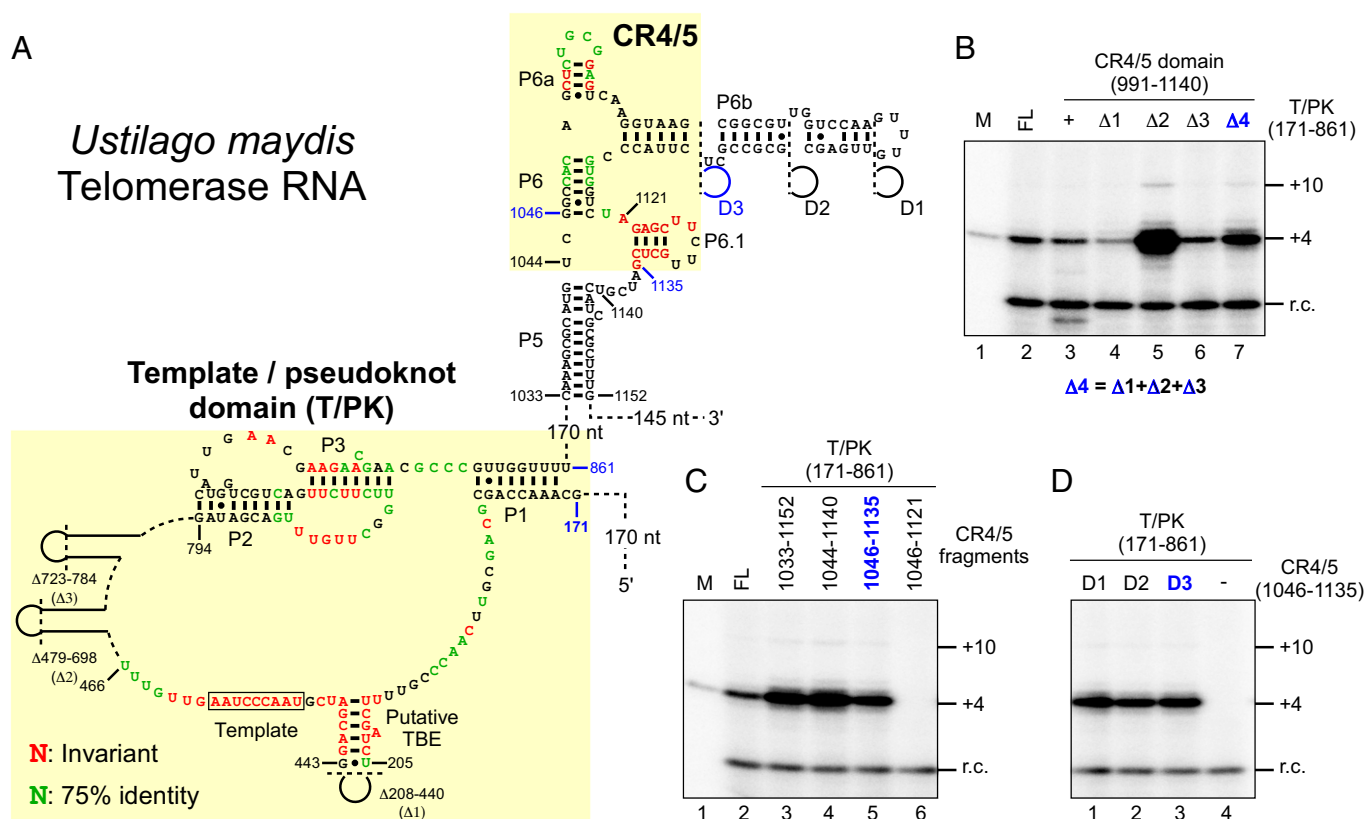 A
Ustilago maydis
Telomerase RNA
CR4/5
P6a
P6b
P6
1046
1044
1121
P6.1
1135
1140
D3
D2
D1
P5
1033
1152
145 nt
3'
170 nt
Template / pseudoknot
domain (T/PK)
P3
GUUGGUUUU
861
GCCAAACG
P1
171
170 nt
5'
P2
794
Δ723-784
(Δ3)
Δ479-698
(Δ2)
466
AAUCCCAAU
Template
Putative
TBE
443
205
Δ208-440
(Δ1)
N: Invariant
N: 75% identity
B
CR4/5 domain
(991-1140)
M FL + Δ1 Δ2 Δ3 Δ4
T/PK
(171-861)
+10
+4
r.c.
1 2 3 4 5 6 7
Δ4 = Δ1+Δ2+Δ3
C
T/PK
(171-861)
M FL 1033-1152 1044-1140 1046-1135 1046-1121
CR4/5
fragments
+10
+4
r.c.
1 2 3 4 5 6
D
T/PK
(171-861)
D1 D2 D3 -
CR4/5
(1046-1135)
+10
+4
r.c.
1 2 3 4